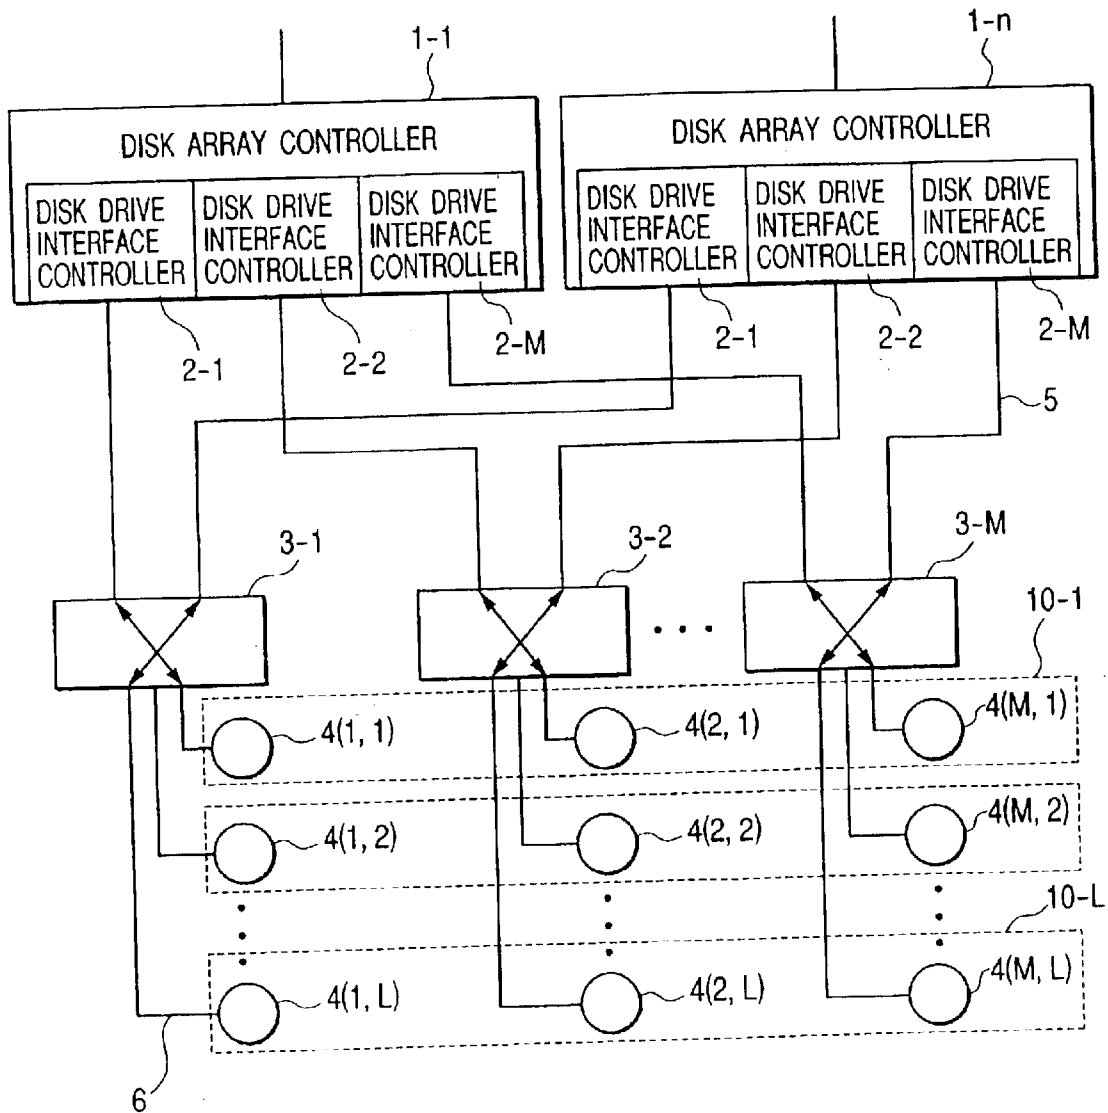 1-1
1-n
DISK ARRAY CONTROLLER
DISK ARRAY CONTROLLER
DISK DRIVE
INTERFACE
CONTROLLER
DISK DRIVE
INTERFACE
CONTROLLER
DISK DRIVE
INTERFACE
CONTROLLER
DISK DRIVE
INTERFACE
CONTROLLER
DISK DRIVE
INTERFACE
CONTROLLER
DISK DRIVE
INTERFACE
CONTROLLER
2-1
2-2
2-M
2-1
2-2
2-M
5
3-1
3-2
3-M
10-1
4(1, 1)
4(2, 1)
4(M, 1)
4(1, 2)
4(2, 2)
4(M, 2)
10-L
4(1, L)
4(2, L)
4(M, L)
6